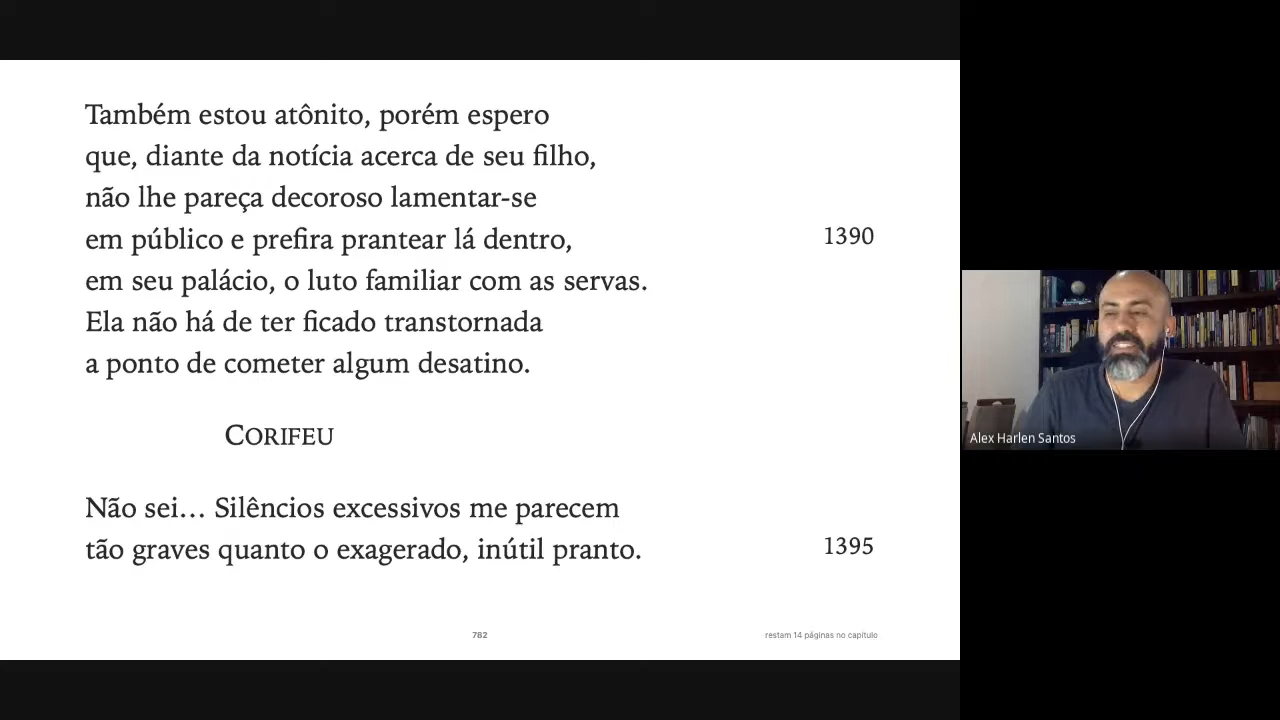 Também estou atônito, porém espero
que, diante da notícia acerca de seu filho,
não lhe pareça decoroso lamentar-se
em público e prefira prantear lá dentro, 1390
em seu palácio, o luto familiar com as servas.
Ela não há de ter ficado transtornada
a ponto de cometer algum desatino.
CORIFEU
Não sei... Silêncios excessivos me parecem
tão graves quanto o exagerado, inútil pranto. 1395
782 restam 14 páginas no capítulo
Alex Harlen Santos